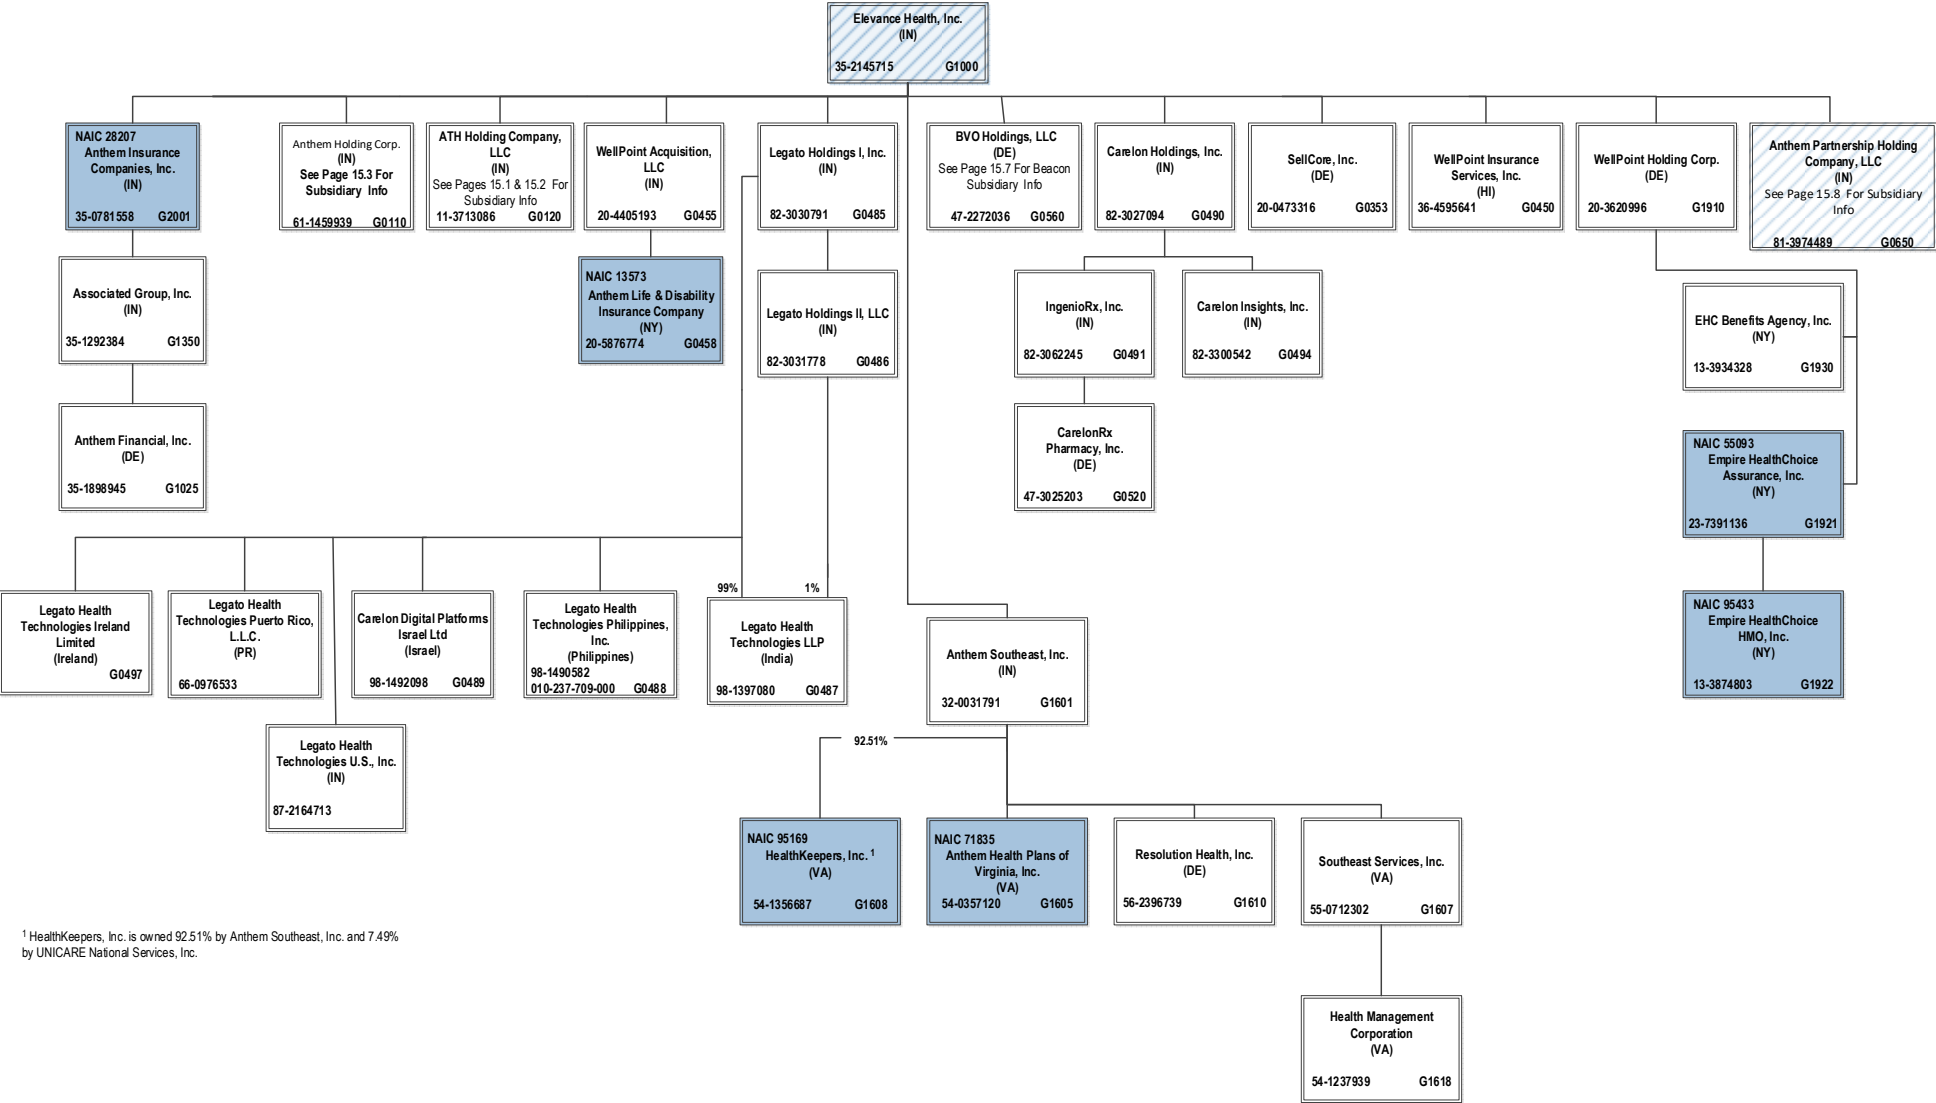 Elevance Health, Inc.
(IN)
35-2145715 G1000
NAIC 28207
Anthem Insurance
Companies, Inc.
(IN)
35-0781558 G2001
Anthem Holding Corp.
(IN)
See Page 15.3 For
Subsidiary Info
61-1459939 G0110
ATH Holding Company,
LLC
(IN)
See Pages 15.1 & 15.2 For
Subsidiary Info
11-3713086 G0120
WellPoint Acquisition,
LLC
(IN)
20-4405193 G0455
Legato Holdings I, Inc.
(IN)
82-3030791 G0485
BVO Holdings, LLC
(DE)
See Page 15.7 For Beacon
Subsidiary Info
47-2272036 G0560
Carelon Holdings, Inc.
(IN)
82-3027094 G0490
SellCore, Inc.
(DE)
20-0473316 G0353
WellPoint Insurance
Services, Inc.
(HI)
36-4595641 G0450
WellPoint Holding Corp.
(DE)
20-3620996 G1910
Anthem Partnership Holding
Company, LLC
(IN)
See Page 15.8 For Subsidiary
Info
81-3974489 G0650
Associated Group, Inc.
(IN)
35-1292384 G1350
NAIC 13573
Anthem Life & Disability
Insurance Company
(NY)
20-5876774 G0458
Legato Holdings II, LLC
(IN)
82-3031778 G0486
IngenioRx, Inc.
(IN)
82-3062245 G0491
Carelon Insights, Inc.
(IN)
82-3300542 G0494
EHC Benefits Agency, Inc.
(NY)
13-3934328 G1930
Anthem Financial, Inc.
(DE)
35-1898945 G1025
CarelonRx
Pharmacy, Inc.
(DE)
47-3025203 G0520
NAIC 55093
Empire HealthChoice
Assurance, Inc.
(NY)
23-7391136 G1921
99% 1%
Legato Health
Technologies Ireland
Limited
(Ireland)
G0497
Legato Health
Technologies Puerto Rico,
L.L.C.
(PR)
66-0976533
Carelon Digital Platforms
Israel Ltd
(Israel)
98-1492098 G0489
Legato Health
Technologies Philippines,
Inc.
(Philippines)
98-1490582
010-237-709-000 G0488
Legato Health
Technologies LLP
(India)
98-1397080 G0487
Anthem Southeast, Inc.
(IN)
32-0031791 G1601
NAIC 95433
Empire HealthChoice
HMO, Inc.
(NY)
13-3874803 G1922
Legato Health
Technologies U.S., Inc.
(IN)
87-2164713
92.51%
NAIC 95169
HealthKeepers, Inc. 1
(VA)
54-1356687 G1608
NAIC 71835
Anthem Health Plans of
Virginia, Inc.
(VA)
54-0357120 G1605
Resolution Health, Inc.
(DE)
56-2396739 G1610
Southeast Services, Inc.
(VA)
55-0712302 G1607
1 HealthKeepers, Inc. is owned 92.51% by Anthem Southeast, Inc. and 7.49%
by UNICARE National Services, Inc.
Health Management
Corporation
(VA)
54-1237939 G1618